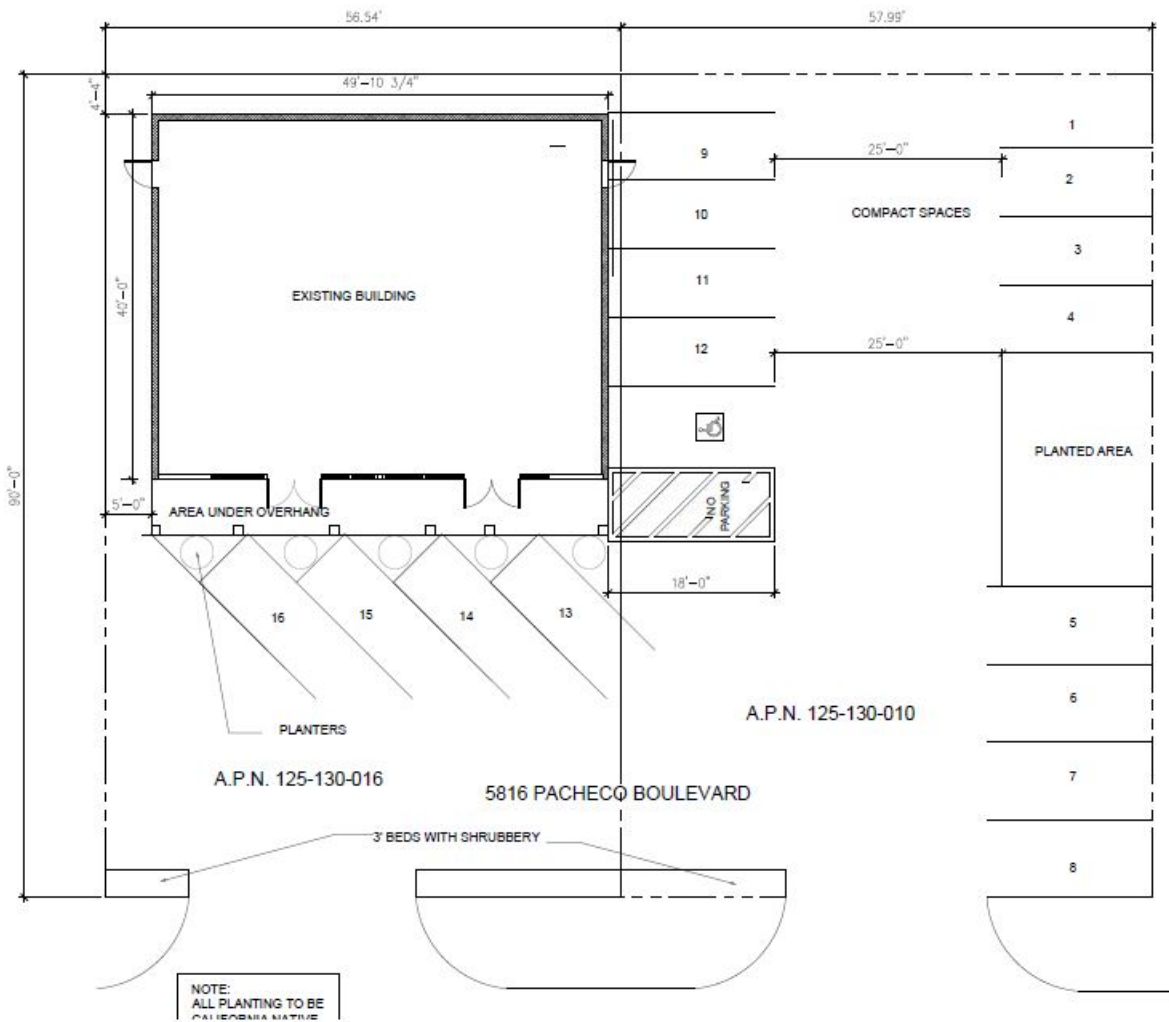 56.54'
57.99'
4'-4"
49'-10 3/4"
1
9
25'-0"
2
10
COMPACT SPACES
3
11
40'-0"
EXISTING BUILDING
4
12
25'-0"
PLANTED AREA
90'-0"
NO
PARKING
5'-0"
AREA UNDER OVERHANG
18'-0"
16
15
14
13
5
6
A.P.N. 125-130-010
PLANTERS
7
A.P.N. 125-130-016
5816 PACHECO BOULEVARD
3' BEDS WITH SHRUBBERY
8
NOTE:
ALL PLANTING TO BE
CALIFORNIA NATIVE